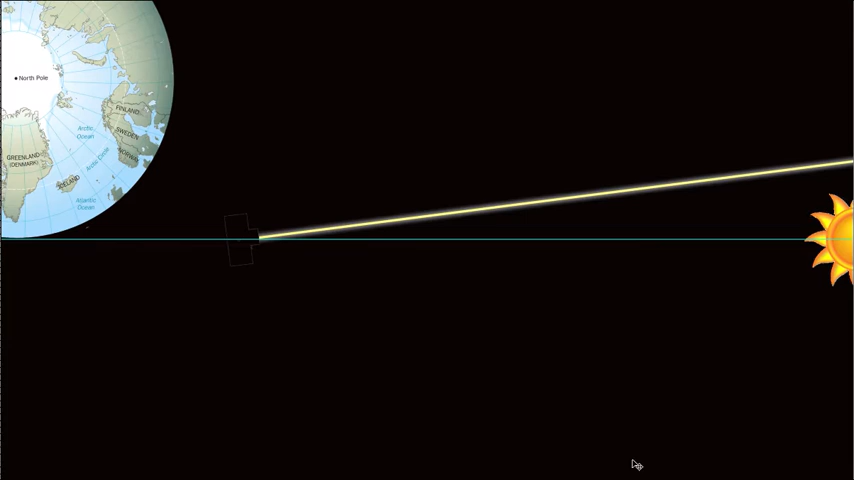 North Pole
FINLAND
SWEDEN
NORWAY
Arctic
Ocean
Arctic Circle
GREENLAND
(DENMARK)
ICELAND
Atlantic
Ocean